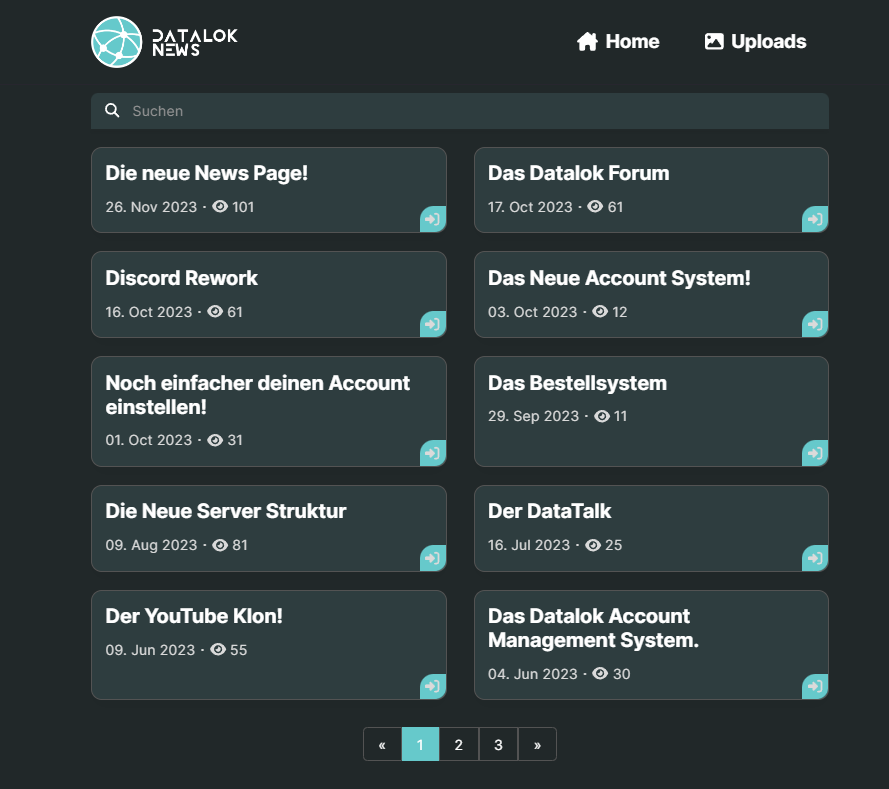 DATALOK
NEWS
Home
Uploads
Suchen
Die neue News Page!
26. Nov 2023 · 101
Das Datalok Forum
17. Oct 2023 · 61
Discord Rework
16. Oct 2023 · 61
Das Neue Account System!
03. Oct 2023 · 12
Noch einfacher deinen Account
einstellen!
01. Oct 2023 · 31
Das Bestellsystem
29. Sep 2023 · 11
Die Neue Server Struktur
09. Aug 2023 · 81
Der DataTalk
16. Jul 2023 · 25
Der YouTube Klon!
09. Jun 2023 · 55
Das Datalok Account
Management System.
04. Jun 2023 · 30
« 1 2 3 »